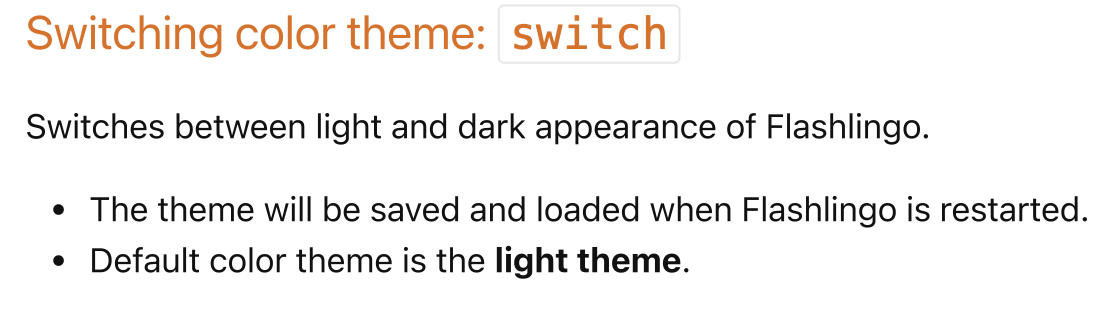 Switching color theme: switch
Switches between light and dark appearance of Flashlingo.
The theme will be saved and loaded when Flashlingo is restarted.
Default color theme is the light theme.